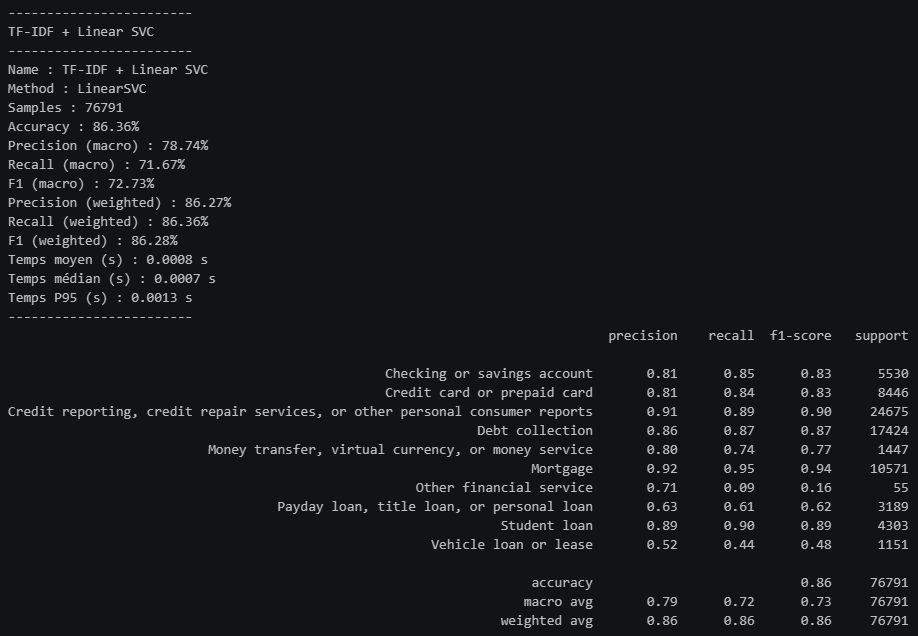 ------------------------
TF-IDF + Linear SVC
------------------------
Name : TF-IDF + Linear SVC
Method : LinearSVC
Samples : 76791
Accuracy : 86.36%
Precision (macro) : 78.74%
Recall (macro) : 71.67%
F1 (macro) : 72.73%
Precision (weighted) : 86.27%
Recall (weighted) : 86.36%
F1 (weighted) : 86.28%
Temps moyen (s) : 0.0008 s
Temps médian (s) : 0.0007 s
Temps P95 (s) : 0.0013 s
------------------------
precision recall f1-score support
Checking or savings account 0.81 0.85 0.83 5530
Credit card or prepaid card 0.81 0.84 0.83 8446
Credit reporting, credit repair services, or other personal consumer reports 0.91 0.89 0.90 24675
Debt collection 0.86 0.87 0.87 17424
Money transfer, virtual currency, or money service 0.80 0.74 0.77 1447
Mortgage 0.92 0.95 0.94 10571
Other financial service 0.71 0.09 0.16 55
Payday loan, title loan, or personal loan 0.63 0.61 0.62 3189
Student loan 0.89 0.90 0.89 4303
Vehicle loan or lease 0.52 0.44 0.48 1151
accuracy 0.86 76791
macro avg 0.79 0.72 0.73 76791
weighted avg 0.86 0.86 0.86 76791